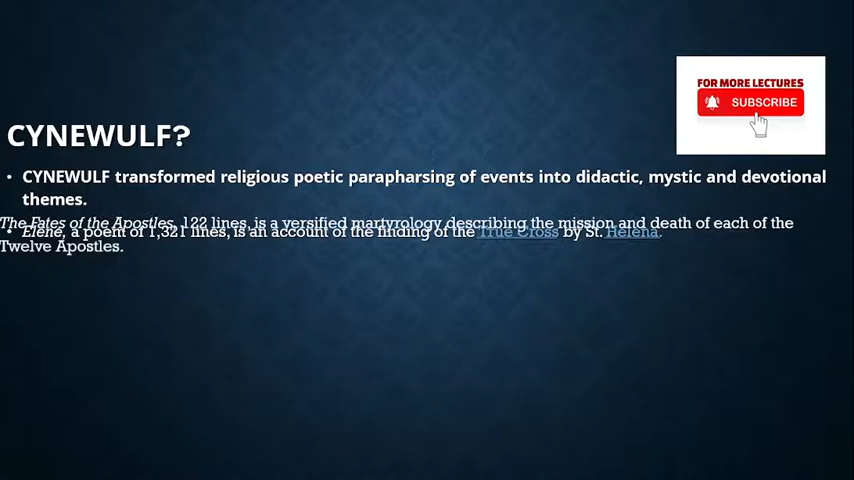 FOR MORE LECTURES
SUBSCRIBE
CYNEWULF?
• CYNEWULF transformed religious poetic parapharsing of events into didactic, mystic and devotional
themes.
The Fates of the Apostles, 122 lines, is a versified martyrology describing the mission and death of each of the
• Elene, a poem of 1,321 lines, is an account of the finding of the True Cross by St. Helena.
Twelve Apostles.